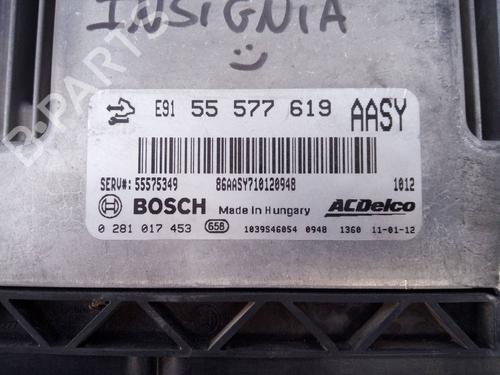 INSIGNIA
E91 55 577 619 AASY
SERV#: 55575349 86AASY710120948 1012
BOSCH Made in Hungary ACDelco
0 281 017 453 658 1039S46054 0948 1360 11-01-12
B-PARTS